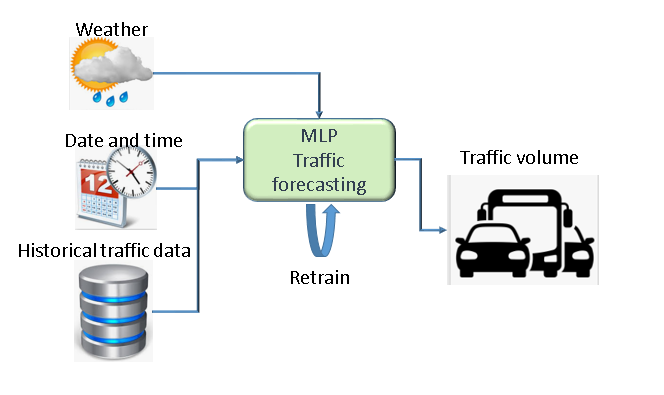 Weather
Date and time
12
Historical traffic data
MLP
Traffic
forecasting
Retrain
Traffic volume